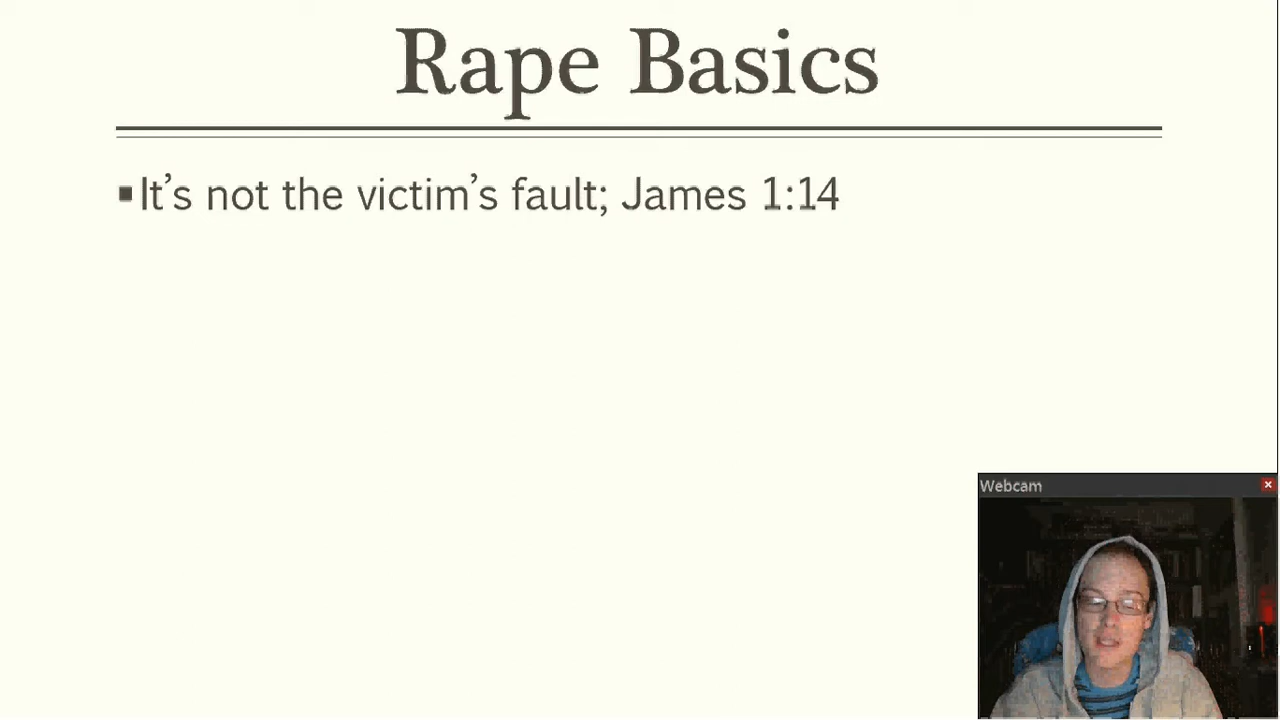 Rape Basics
▪It’s not the victim’s fault; James 1:14
Webcam